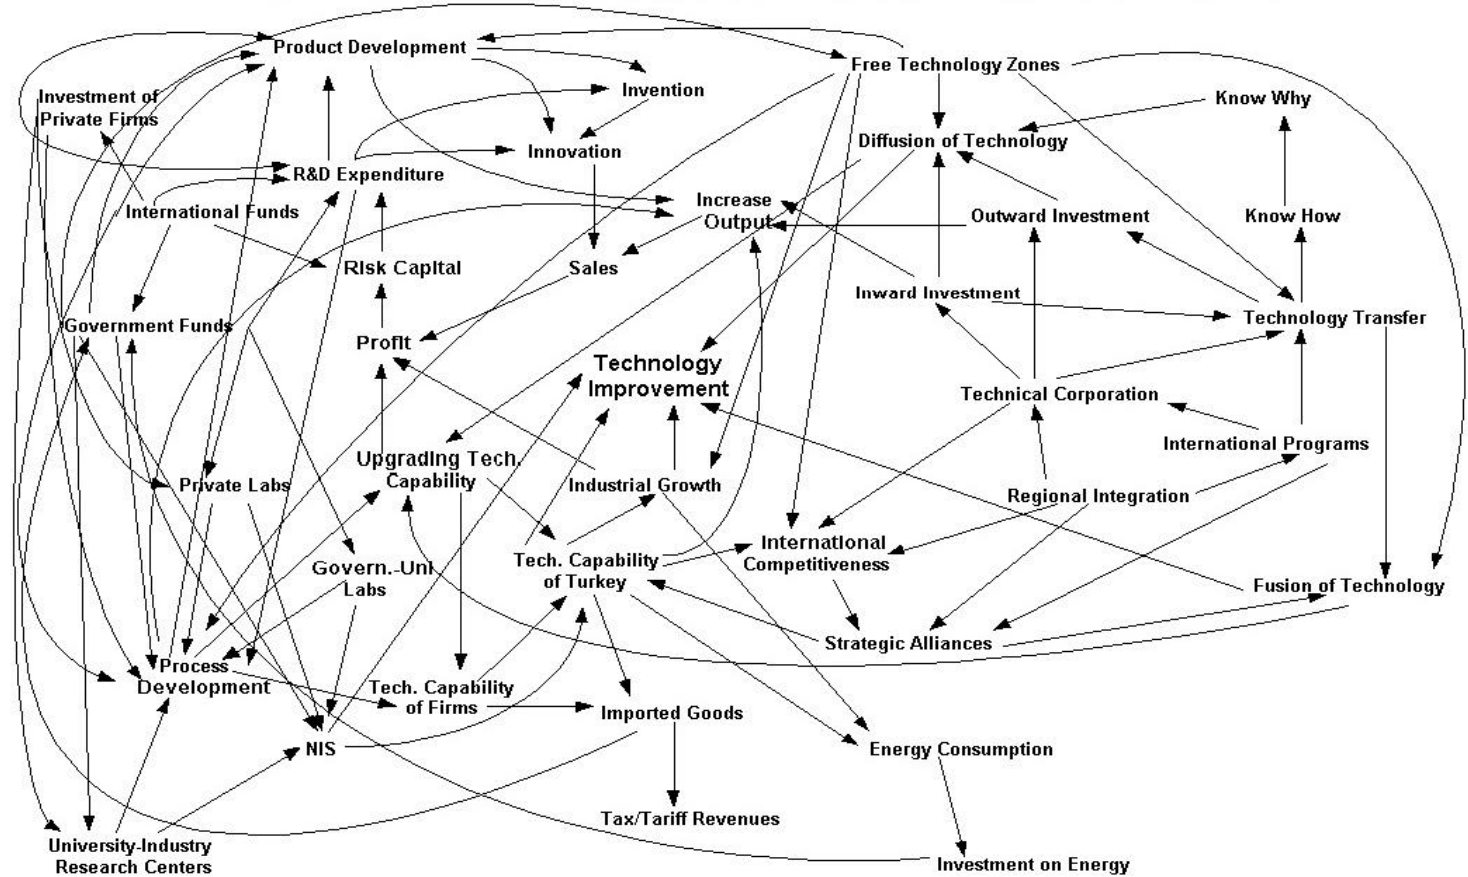 Product Development
Free Technology Zones
Investment of
Private Firms
Invention
Know Why
Innovation
Diffusion of Technology
R&D Expenditure
International Funds
Increase
Output
Outward Investment
Know How
Risk Capital
Sales
Inward Investment
Government Funds
Technology Transfer
Profit
Technology
Improvement
Technical Corporation
International Programs
Upgrading Tech.
Capability
Private Labs
Industrial Growth
Regional Integration
International
Competitiveness
Govern.-Uni
Labs
Tech. Capability
of Turkey
Fusion of Technology
Strategic Alliances
Process
Development
Tech. Capability
of Firms
Imported Goods
NIS
Energy Consumption
Tax/Tariff Revenues
University-Industry
Research Centers
Investment on Energy